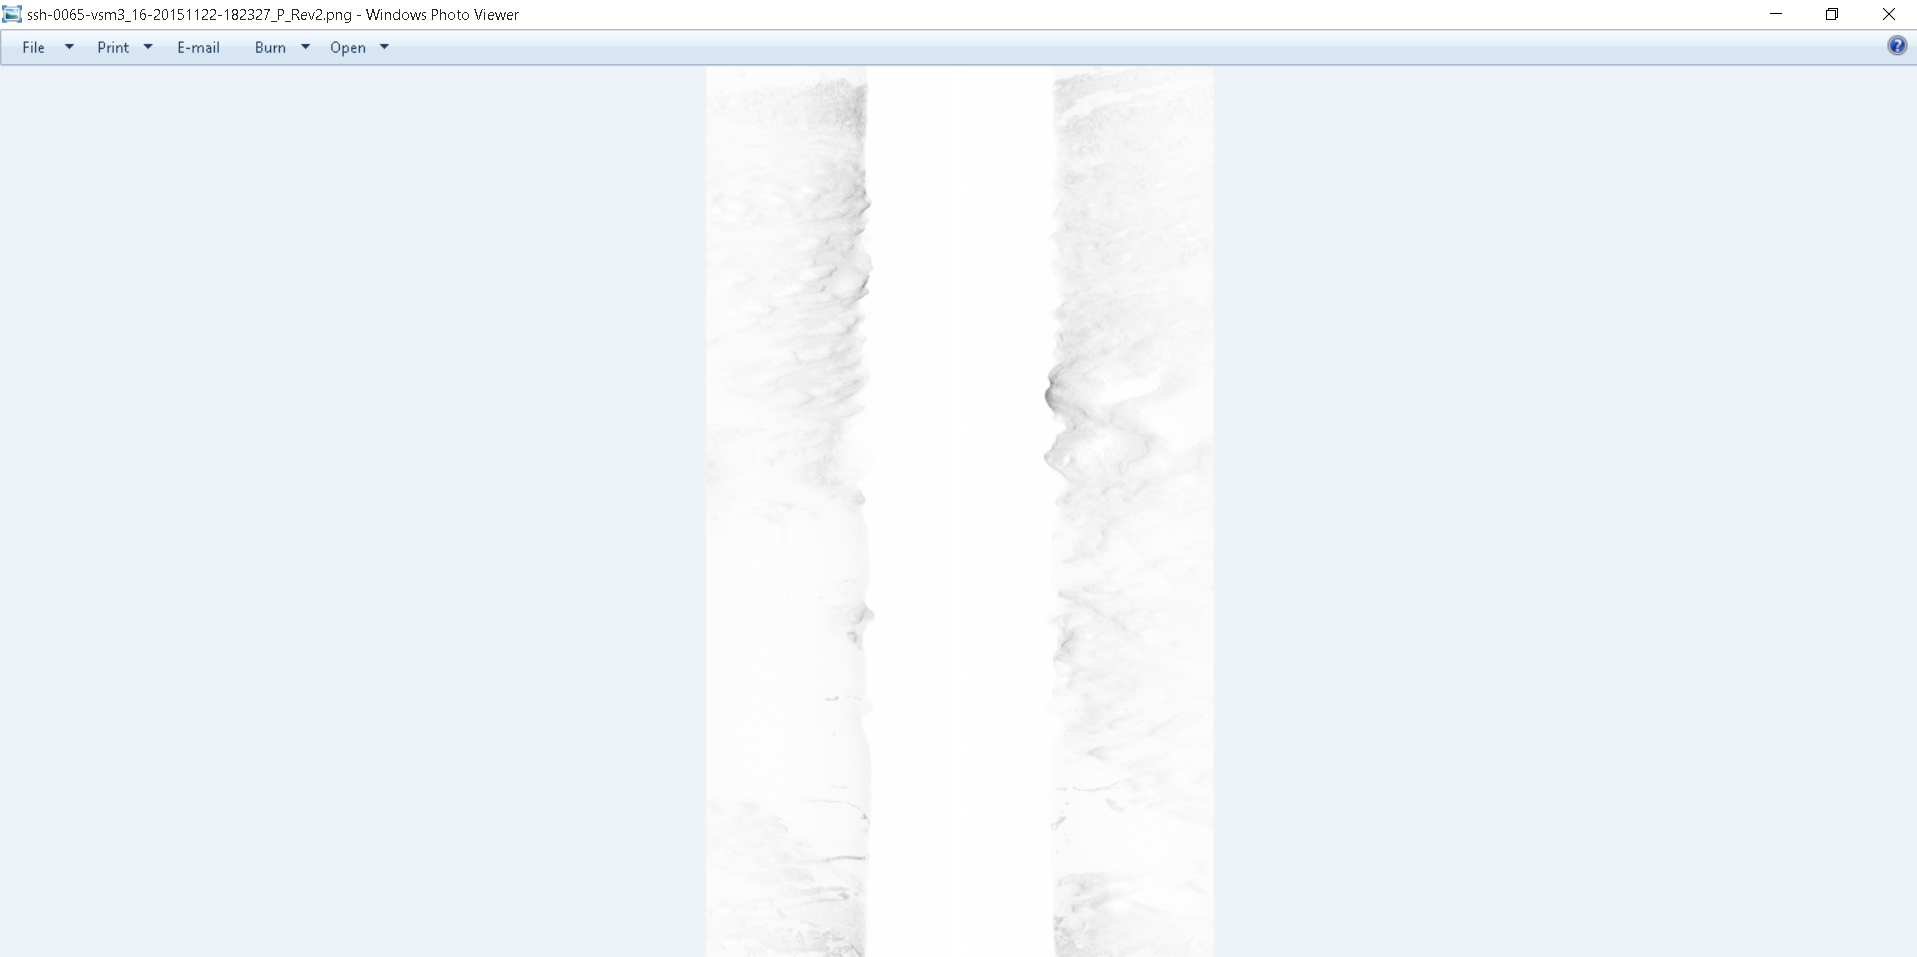 ssh-0065-vsm3_16-20151122-182327_P_Rev2.png - Windows Photo Viewer
File Print E-mail Burn Open